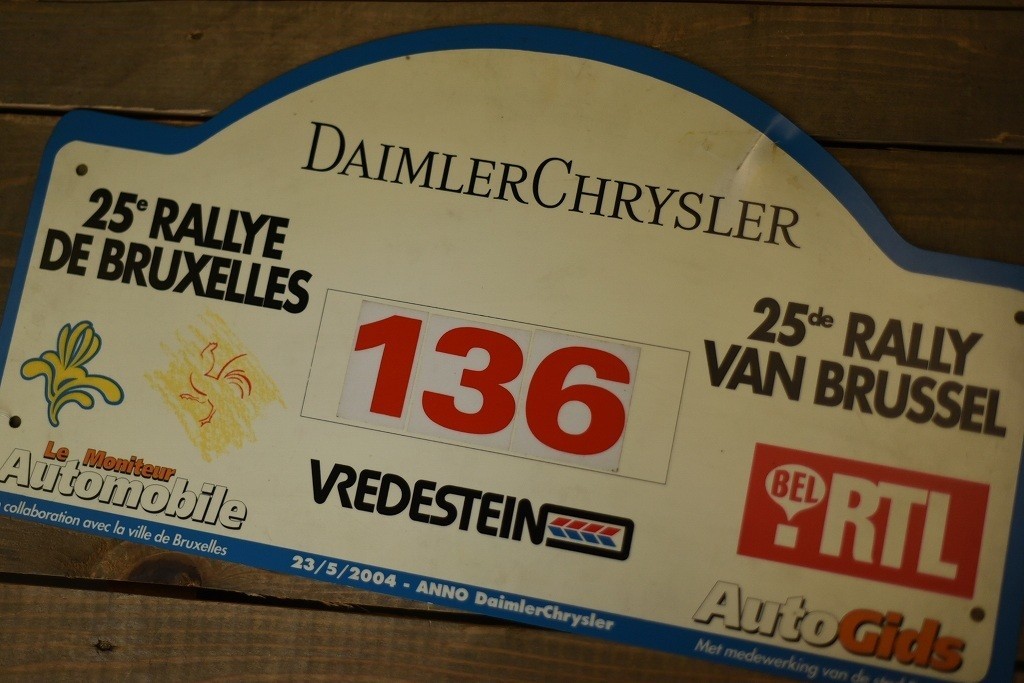 DAIMLERCHRYSLER
25e RALLYE
DE BRUXELLES
136
25de RALLY
VAN BRUSSEL
Le Moniteur
Automobile
VREDESTEIN
BEL
RTL
AutoGids
collaboration avec la ville de Bruxelles
23/5/2004 - ANNO DaimlerChrysler
Met medewerking van de